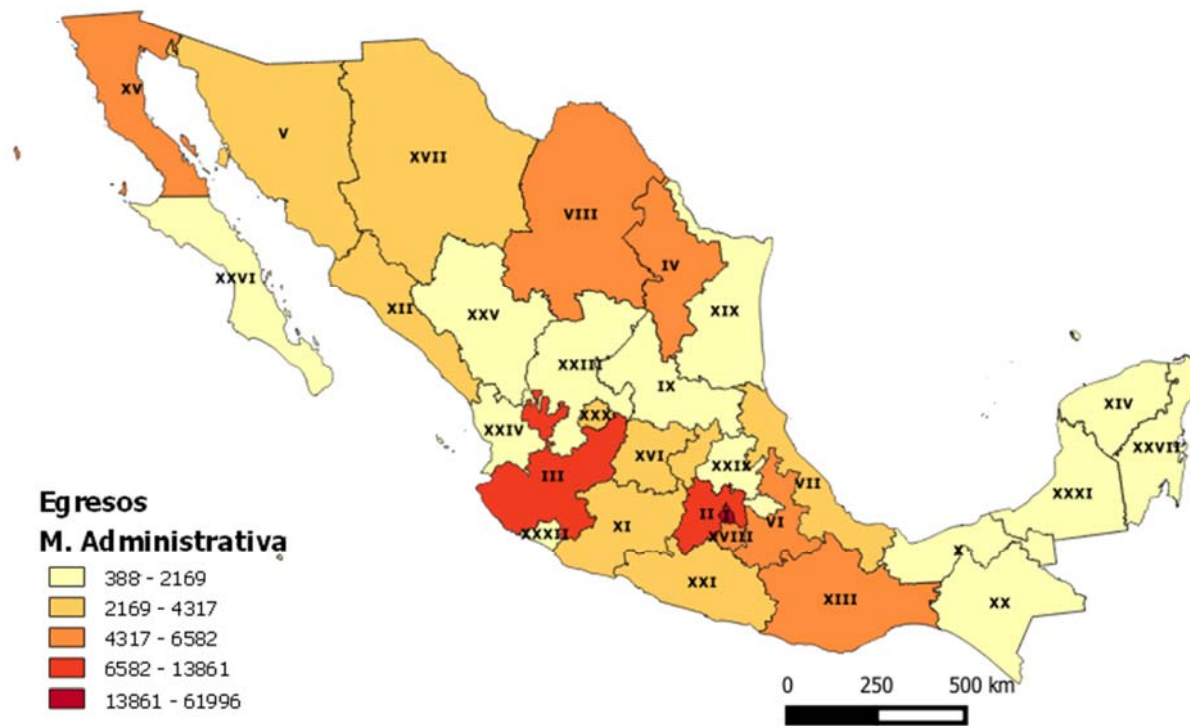 XV
V
XVII
VIII
IV
XXVI
XII
XXV
XIX
XXIII
IX
XXIV
XXX
XIV
XXVII
XVI
XXIX
III
VII
XXXI
II
I
VI
XI
XXXII
XVIII
X
XXI
XIII
XX
Egresos
M. Administrativa
388 - 2169
2169 - 4317
4317 - 6582
6582 - 13861
13861 - 61996
0 250 500 km